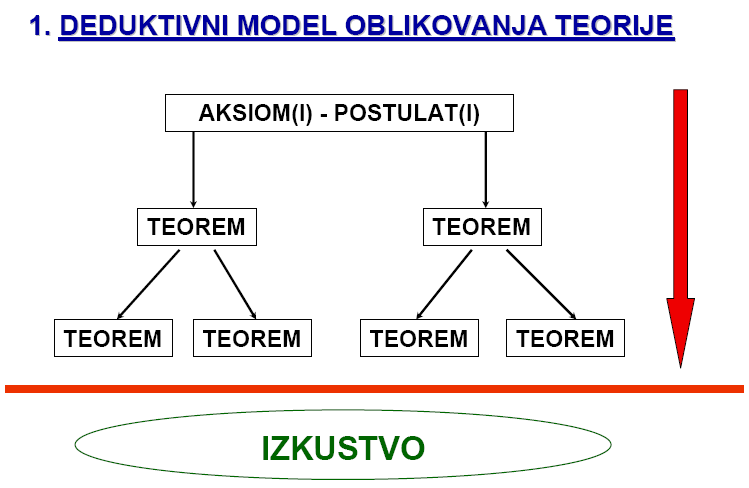 1. DEDUKTIVNI MODEL OBLIKOVANJA TEORIJE
AKSIOM(I) - POSTULAT(I)
TEOREM TEOREM
TEOREM TEOREM TEOREM TEOREM
IZKUSTVO